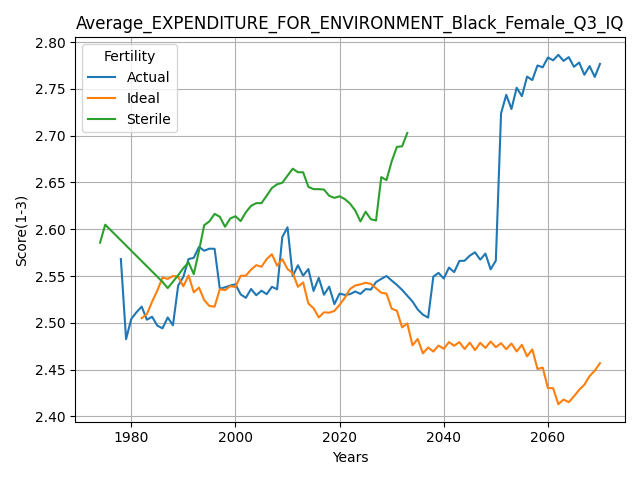 Average_EXPENDITURE_FOR_ENVIRONMENT_Black_Female_Q3_IQ
Fertility
Actual
Ideal
Sterile
2.80
2.75
2.70
2.65
2.60
2.55
2.50
2.45
2.40
Score(1-3)
1980
2000
2020
2040
2060
Years